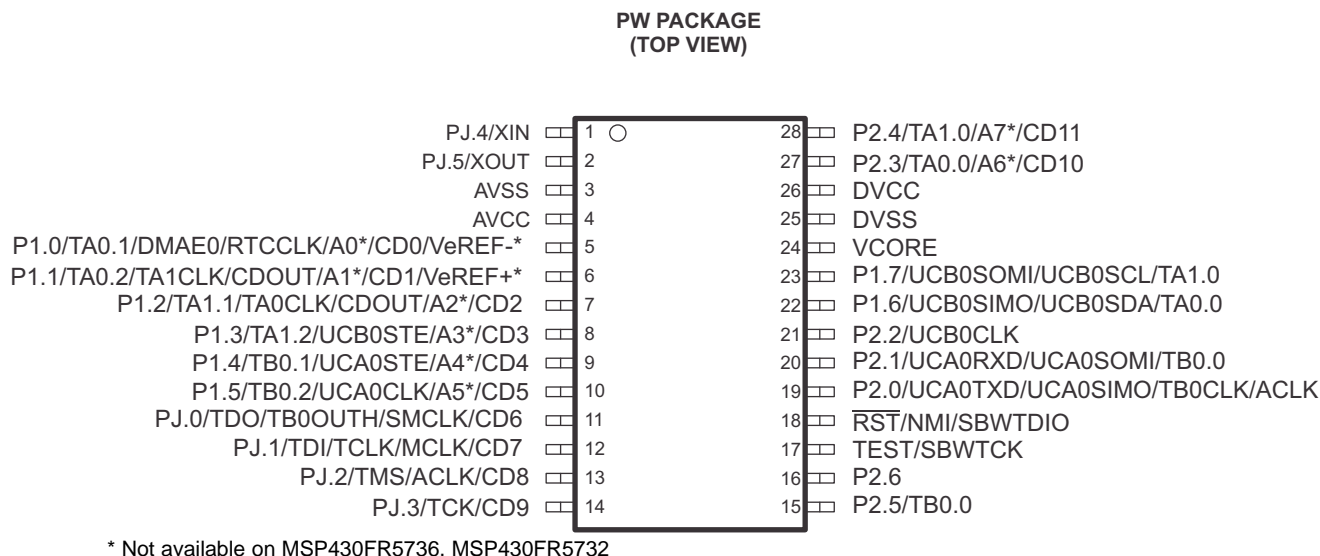 PW PACKAGE
(TOP VIEW)
PJ.4/XIN 1 28 P2.4/TA1.0/A7*/CD11
PJ.5/XOUT 2 27 P2.3/TA0.0/A6*/CD10
AVSS 3 26 DVCC
AVCC 4 25 DVSS
P1.0/TA0.1/DMAE0/RTCCLK/A0*/CD0/VeREF-* 5 24 VCORE
P1.1/TA0.2/TA1CLK/CDOUT/A1*/CD1/VeREF+* 6 23 P1.7/UCB0SOMI/UCB0SCL/TA1.0
P1.2/TA1.1/TA0CLK/CDOUT/A2*/CD2 7 22 P1.6/UCB0SIMO/UCB0SDA/TA0.0
P1.3/TA1.2/UCB0STE/A3*/CD3 8 21 P2.2/UCB0CLK
P1.4/TB0.1/UCA0STE/A4*/CD4 9 20 P2.1/UCA0RXD/UCA0SOMI/TB0.0
P1.5/TB0.2/UCA0CLK/A5*/CD5 10 19 P2.0/UCA0TXD/UCA0SIMO/TB0CLK/ACLK
PJ.0/TDO/TB0OUTH/SMCLK/CD6 11 18 RST/NMI/SBWTDIO
PJ.1/TDI/TCLK/MCLK/CD7 12 17 TEST/SBWTCK
PJ.2/TMS/ACLK/CD8 13 16 P2.6
PJ.3/TCK/CD9 14 15 P2.5/TB0.0
* Not available on MSP430FR5736, MSP430FR5732